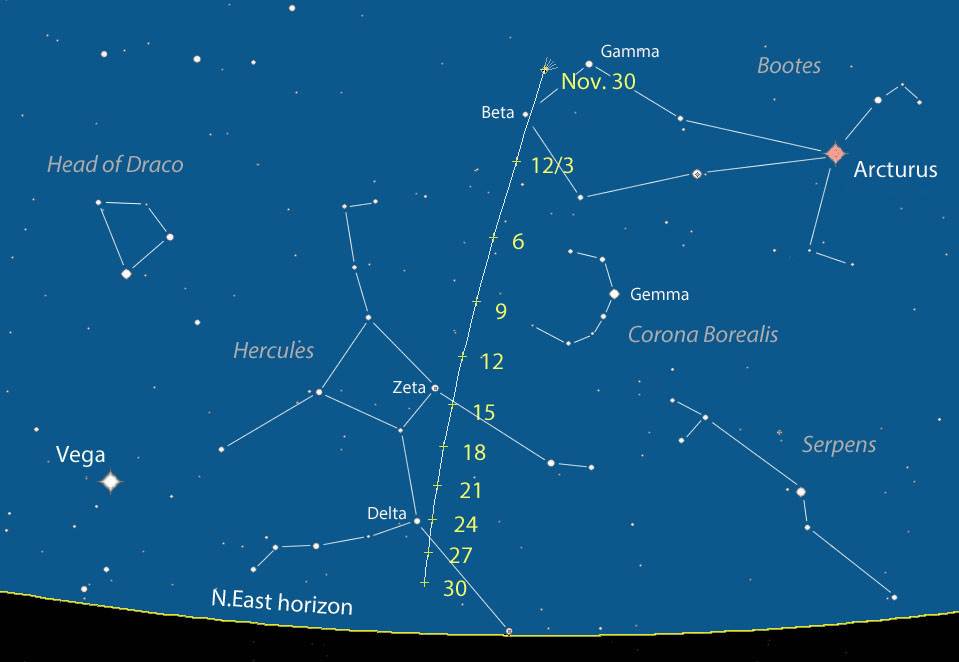 Gamma
Bootes
Nov. 30
Beta
Head of Draco
12/3
Arcturus
6
Gemma
9
Corona Borealis
Hercules
12
Zeta
15
Serpens
18
Vega
21
Delta
24
27
30
N.East horizon